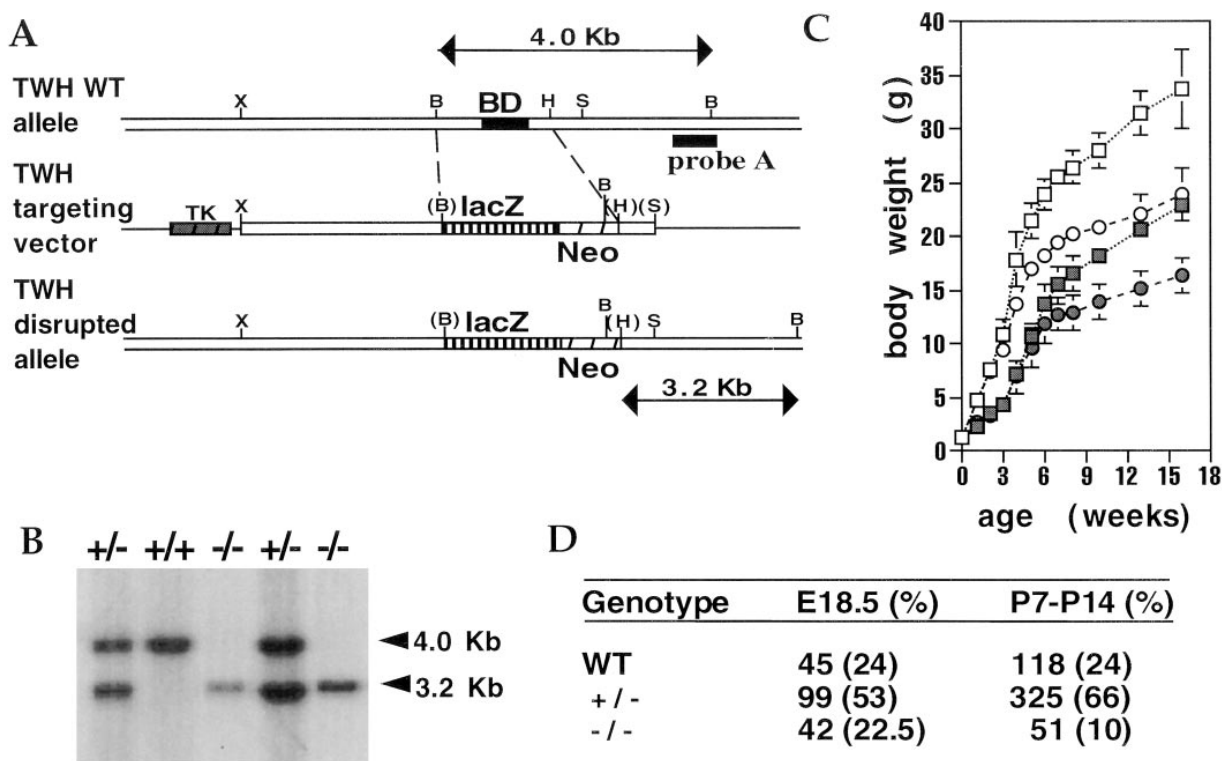 A
4.0 Kb
TWH WT
allele
X
B
BD
H
S
B
probe A
TWH
targeting
vector
TK
X
(B)
lacZ
B
(H)
(S)
Neo
TWH
disrupted
allele
X
(B)
lacZ
B
(H)
S
B
Neo
3.2 Kb
B
+/- +/+ -/- +/- -/-
4.0 Kb
3.2 Kb
C
body weight (g)
40
35
30
25
20
15
10
5
0
0 3 6 9 12 15 18
age (weeks)
D
Genotype E18.5 (%) P7-P14 (%)
WT 45 (24) 118 (24)
+/- 99 (53) 325 (66)
-/- 42 (22.5) 51 (10)